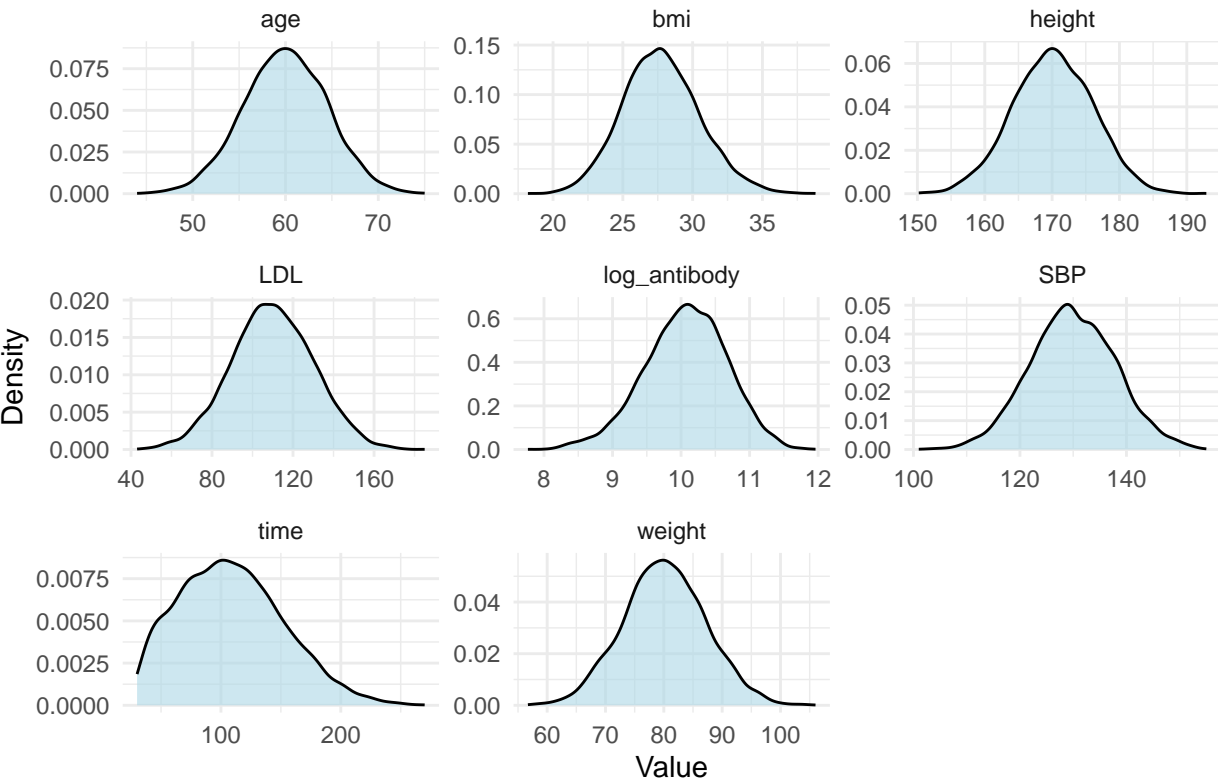 age bmi height
0.075
0.050
0.025
0.000
50 60 70
0.15
0.10
0.05
0.00
20 25 30 35
0.06
0.04
0.02
0.00
150 160 170 180 190
LDL log_antibody SBP
0.020
0.015
0.010
0.005
0.000
40 80 120 160
0.6
0.4
0.2
0.0
8 9 10 11 12
0.05
0.04
0.03
0.02
0.01
0.00
100 120 140
time weight
0.0075
0.0050
0.0025
0.0000
100 200
0.04
0.02
0.00
60 70 80 90 100
Density
Value